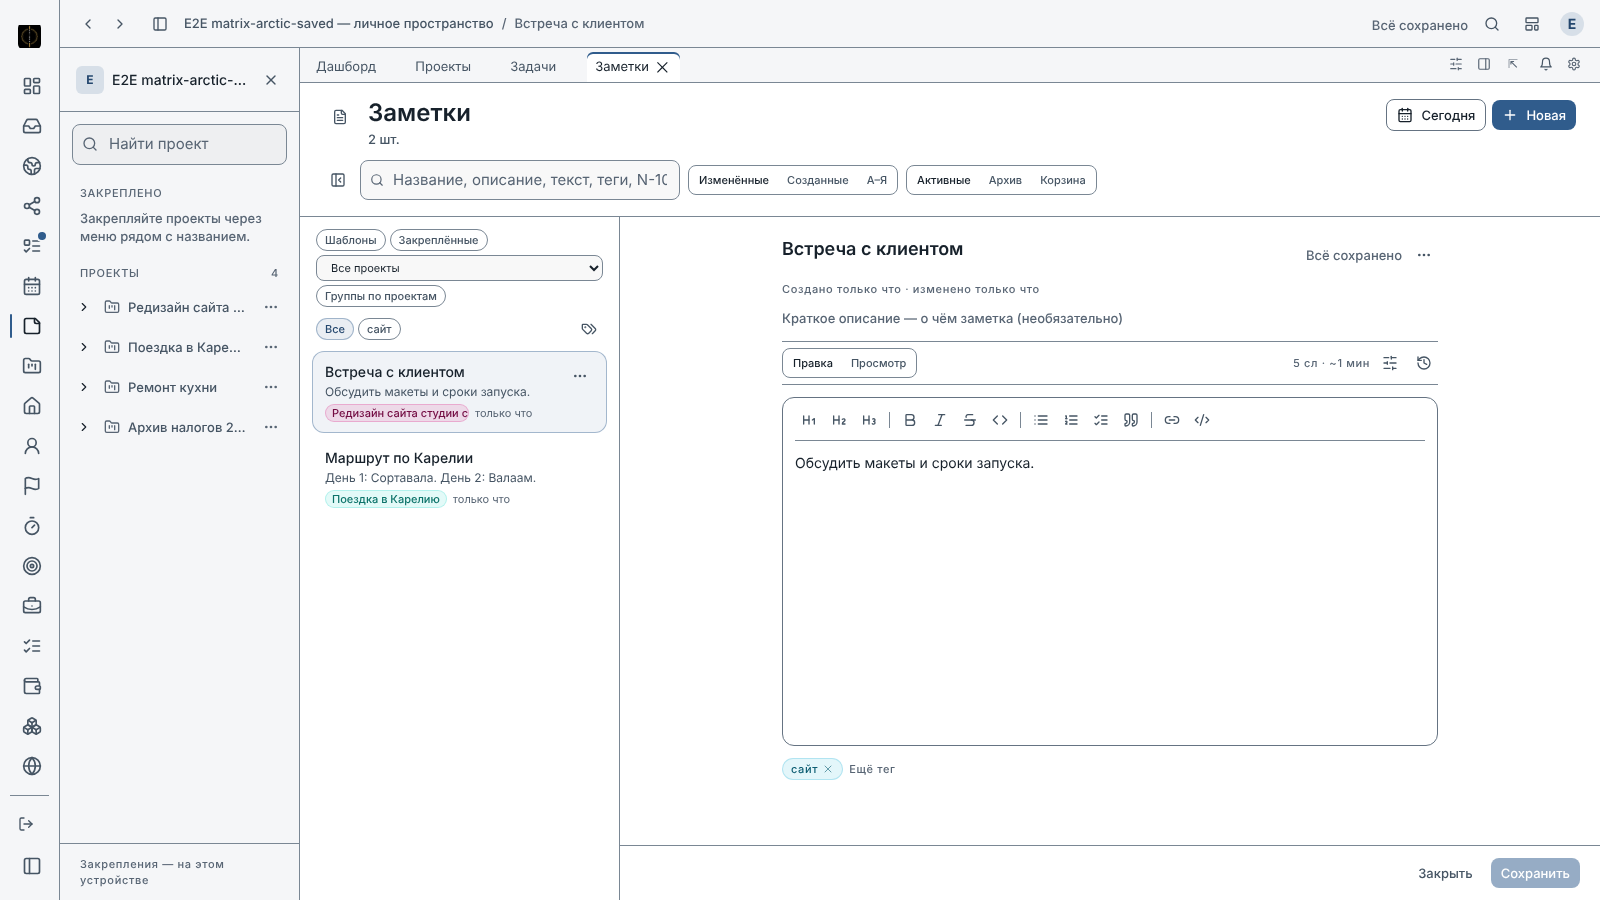 E2E matrix-arctic-saved — личное пространство / Встреча с клиентом
Всё сохранено
E
E
E2E matrix-arctic-...
Найти проект
ЗАКРЕПЛЕНО
Закрепляйте проекты через
меню рядом с названием.
ПРОЕКТЫ 4
Редизайн сайта ...
Поездка в Каре...
Ремонт кухни
Архив налогов 2...
Закрепления — на этом
устройстве
Дашборд Проекты Задачи Заметки
Заметки
2 шт.
Сегодня
Новая
Название, описание, текст, теги, N-10
Изменённые Созданные А–Я
Активные Архив Корзина
Шаблоны Закреплённые
Все проекты
Группы по проектам
Все сайт
Встреча с клиентом
Обсудить макеты и сроки запуска.
Редизайн сайта студии с только что
Маршрут по Карелии
День 1: Сортавала. День 2: Валаам.
Поездка в Карелию только что
Встреча с клиентом
Всё сохранено
Создано только что · изменено только что
Краткое описание — о чём заметка (необязательно)
Правка Просмотр
5 сл · ~1 мин
H1 H2 H3
Обсудить макеты и сроки запуска.
сайт Ещё тег
Закрыть Сохранить